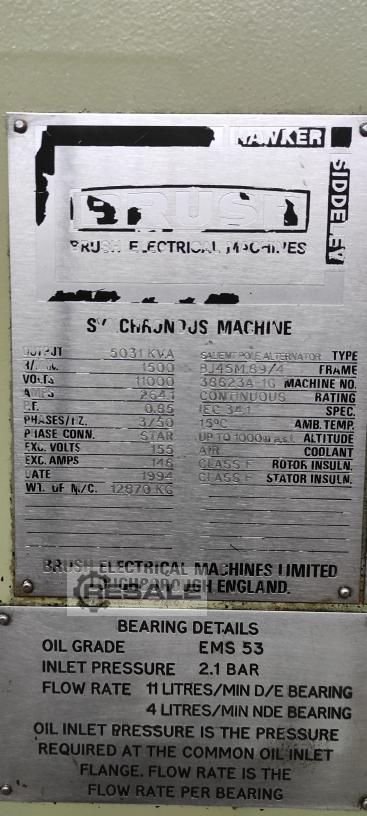 HAWKER
SIDDELEY
BRUSH
BRUSH ELECTRICAL MACHINES
SYNCHRONOUS MACHINE
OUTPUT 5031 KVA SALIENT POLE ALTERNATOR TYPE
R/MIN. 1500 BJ45M.89/4 FRAME
VOLTS 11000 38623A-1G MACHINE NO.
AMPS 264.1 CONTINUOUS RATING
P.F. 0.85 IEC 34.1 SPEC.
PHASES/HZ. 3/50 15ºC AMB.TEMP.
PHASE CONN. STAR UP TO 1000m a.s.l. ALTITUDE
EXC. VOLTS 155 AIR COOLANT
EXC. AMPS 148 CLASS F ROTOR INSULN.
DATE 1994 CLASS F STATOR INSULN.
WT. OF M/C. 12870 KG
BRUSH ELECTRICAL MACHINES LIMITED
LOUGHBOROUGH ENGLAND.
RESALE
BEARING DETAILS
OIL GRADE EMS 53
INLET PRESSURE 2.1 BAR
FLOW RATE 11 LITRES/MIN D/E BEARING
4 LITRES/MIN NDE BEARING
OIL INLET PRESSURE IS THE PRESSURE
REQUIRED AT THE COMMON OIL INLET
FLANGE. FLOW RATE IS THE
FLOW RATE PER BEARING